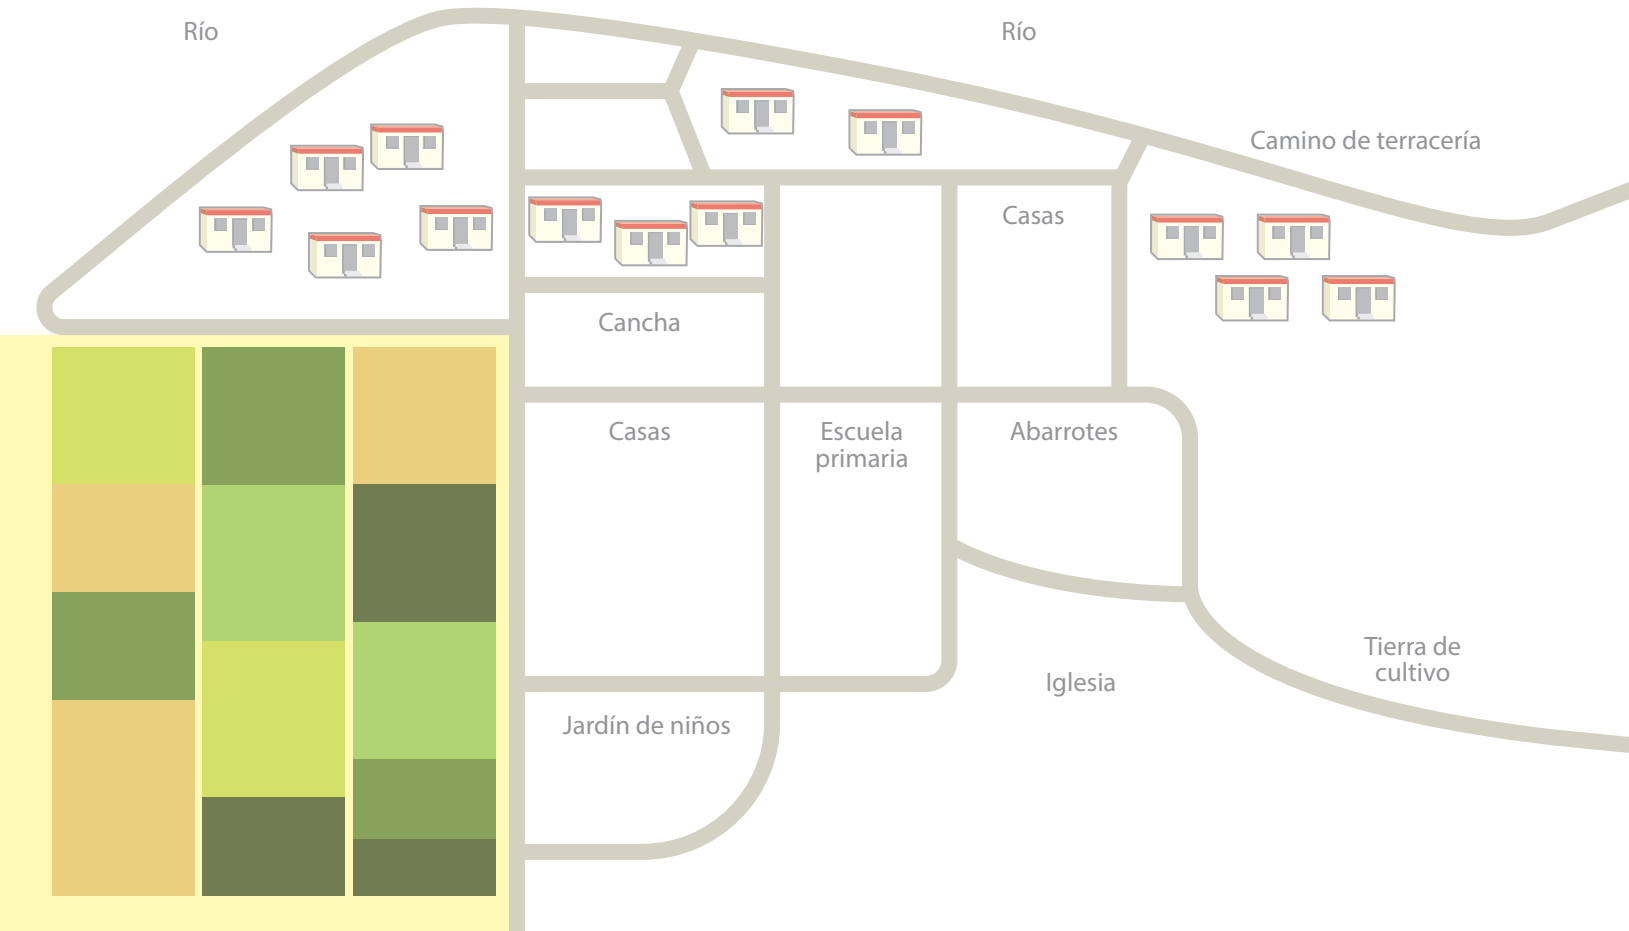 Río
Río
Camino de terracería
Casas
Cancha
Casas
Escuela
primaria
Abarrotes
Tierra de
cultivo
Iglesia
Jardín de niños